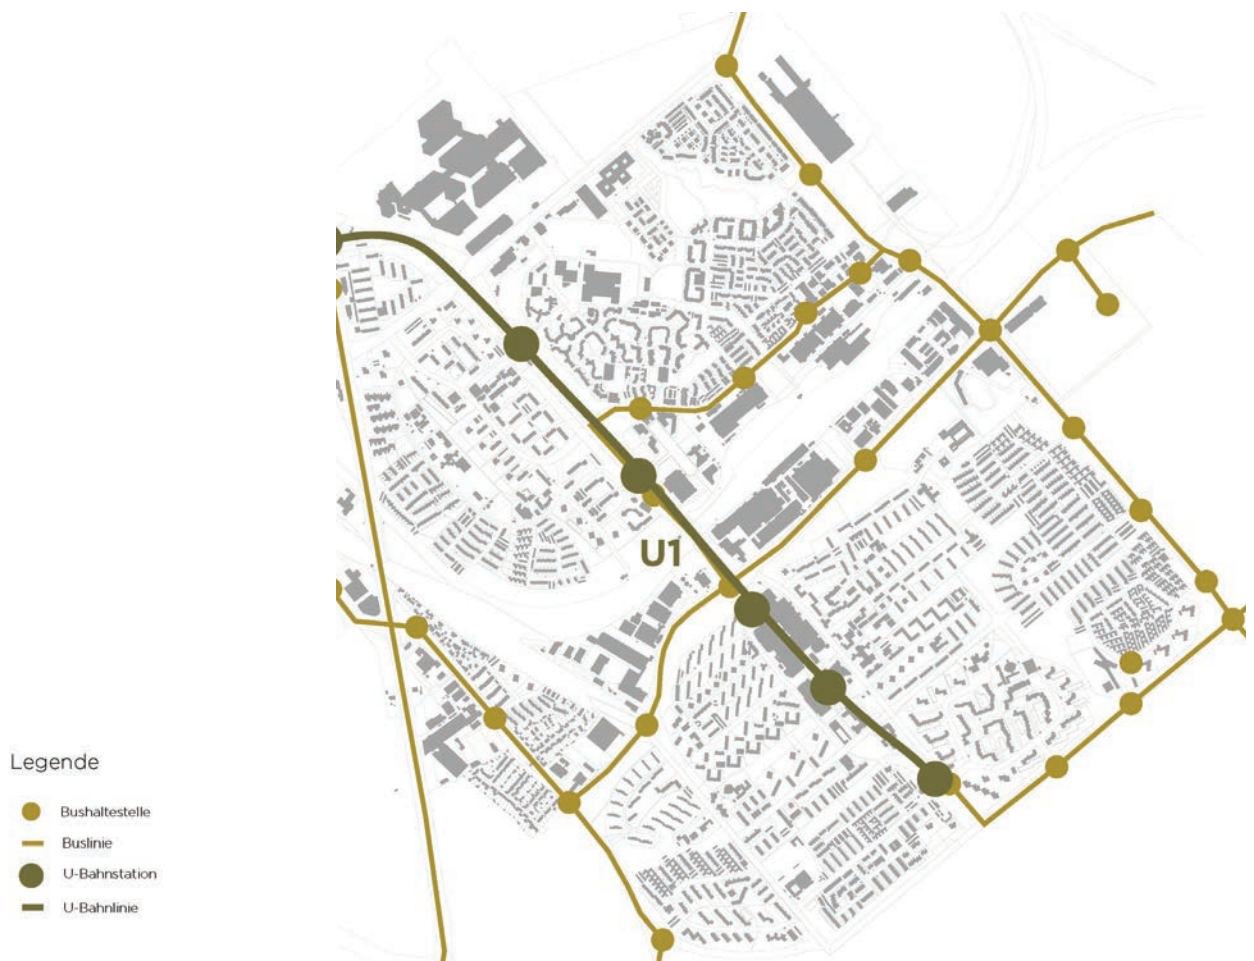 U1
Legende
Bushaltestelle
Buslinie
U-Bahnstation
U-Bahnlinie